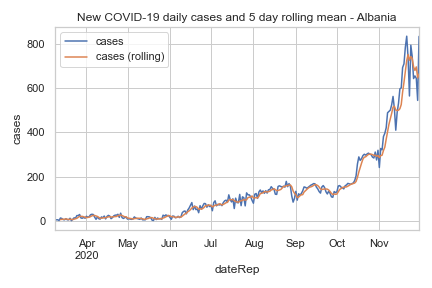 New COVID-19 daily cases and 5 day rolling mean - Albania
cases
cases (rolling)
800
600
400
200
0
cases
Apr May Jun Jul Aug Sep Oct Nov
2020
dateRep